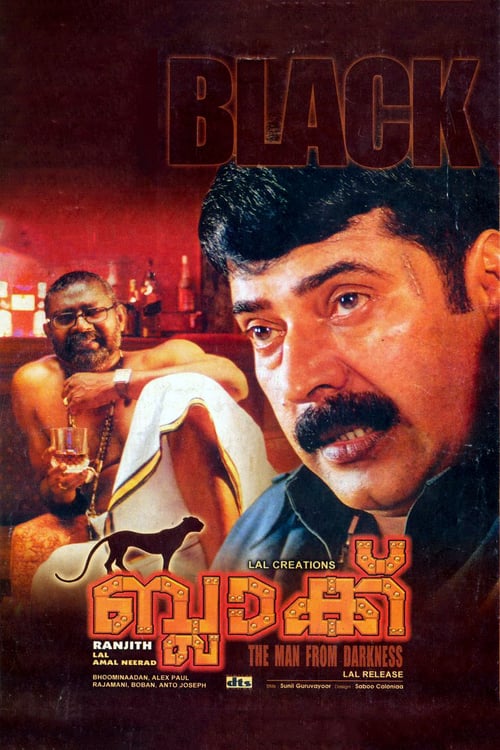 BLACK
LAL CREATIONS
ബ്ലാക്ക്
RANJITH
LAL
AMAL NEERAD
THE MAN FROM DARKNESS
LAL RELEASE
BHOOMINAADAN, ALEX PAUL
RAJAMANI, BOBAN, ANTO JOSEPH
dts
Stills : Sunil Guruvayoor Design : Saboo Coloniaa